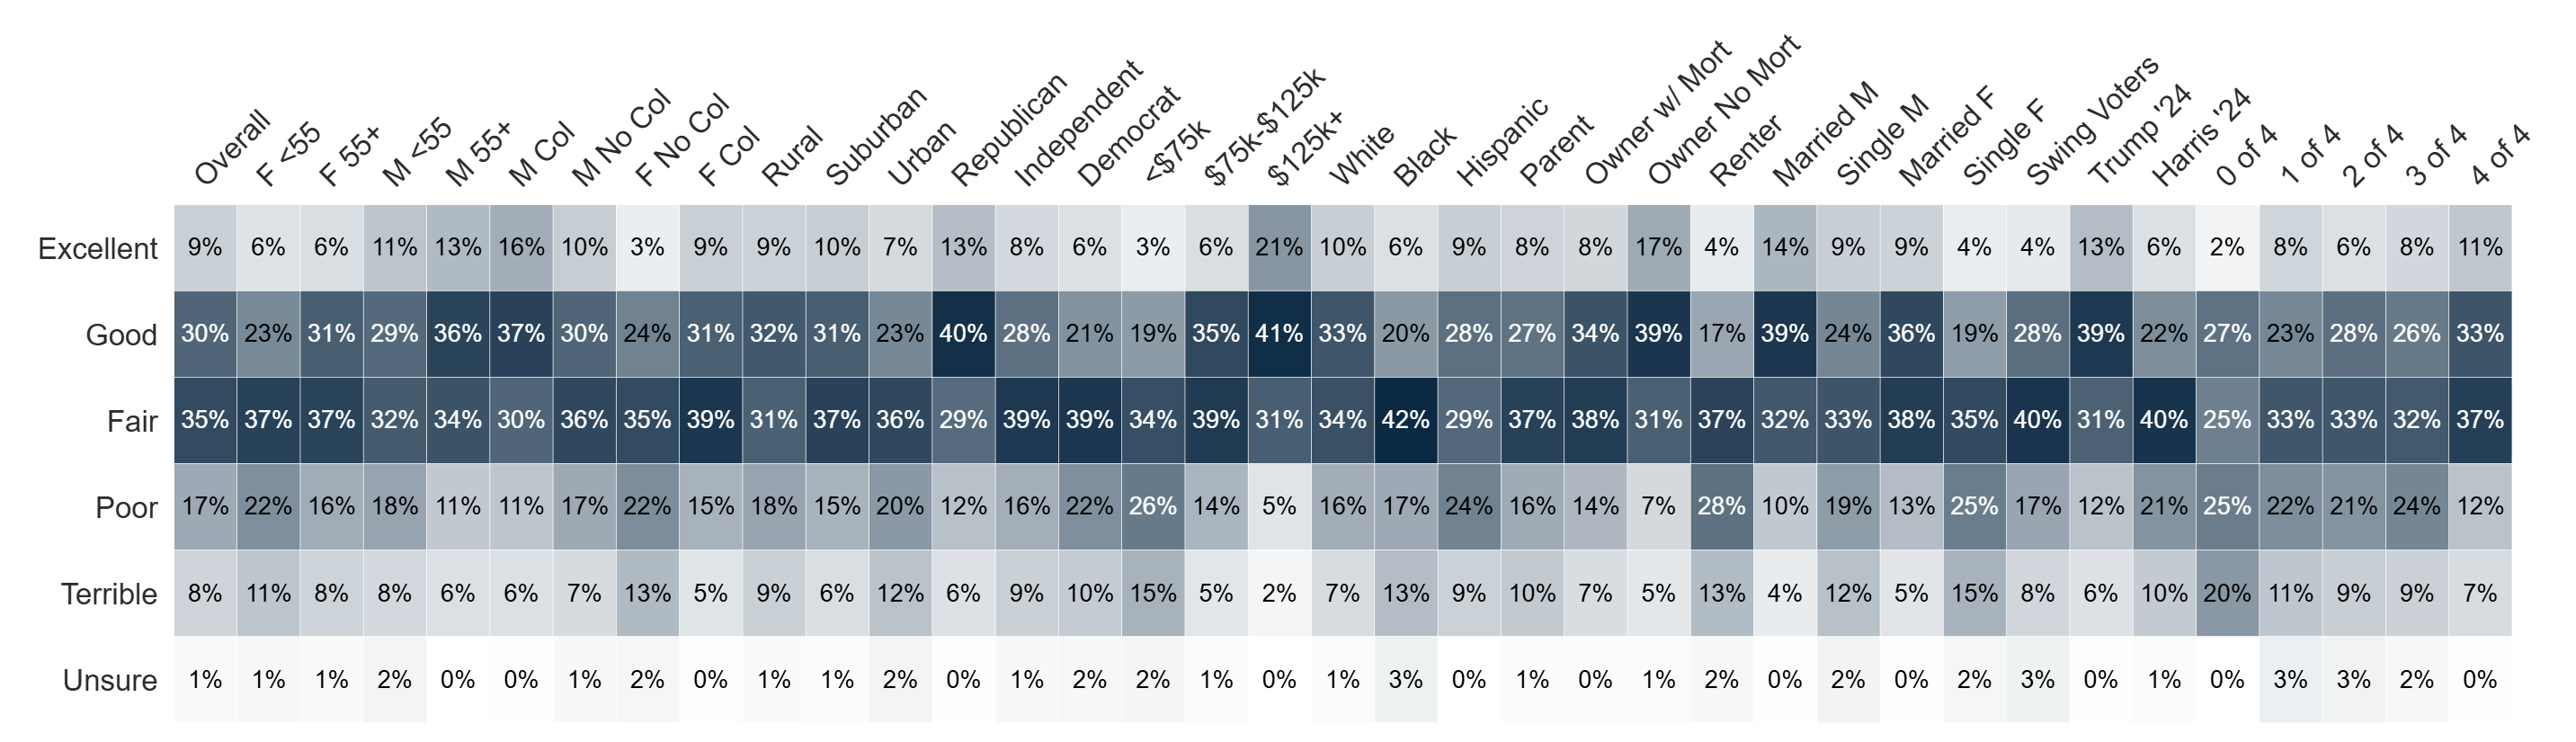 Overall F <55 F 55+ M <55 M 55+ M Col M No Col F No Col F Col Rural Suburban Urban Republican Independent Democrat <$75k $75k-$125k $125k+ White Black Hispanic Parent Owner w/ Mort Owner No Mort Renter Married M Single M Married F Single F Swing Voters Trump '24 Harris '24 0 of 4 1 of 4 2 of 4 3 of 4 4 of 4
Excellent 9% 6% 6% 11% 13% 16% 10% 3% 9% 9% 10% 7% 13% 8% 6% 3% 6% 21% 10% 6% 9% 8% 8% 17% 4% 14% 9% 9% 4% 4% 13% 6% 2% 8% 6% 8% 11%
Good 30% 23% 31% 29% 36% 37% 30% 24% 31% 32% 31% 23% 40% 28% 21% 19% 35% 41% 33% 20% 28% 27% 34% 39% 17% 39% 24% 36% 19% 28% 39% 22% 27% 23% 28% 26% 33%
Fair 35% 37% 37% 32% 34% 30% 36% 35% 39% 31% 37% 36% 29% 39% 39% 34% 39% 31% 34% 42% 29% 37% 38% 31% 37% 32% 33% 38% 35% 40% 31% 40% 25% 33% 33% 32% 37%
Poor 17% 22% 16% 18% 11% 11% 17% 22% 15% 18% 15% 20% 12% 16% 22% 26% 14% 5% 16% 17% 24% 16% 14% 7% 28% 10% 19% 13% 25% 17% 12% 21% 25% 22% 21% 24% 12%
Terrible 8% 11% 8% 8% 6% 6% 7% 13% 5% 9% 6% 12% 6% 9% 10% 15% 5% 2% 7% 13% 9% 10% 7% 5% 13% 4% 12% 5% 15% 8% 6% 10% 20% 11% 9% 9% 7%
Unsure 1% 1% 1% 2% 0% 0% 1% 2% 0% 1% 1% 2% 0% 1% 2% 2% 1% 0% 1% 3% 0% 1% 0% 1% 2% 0% 2% 0% 2% 3% 0% 1% 0% 3% 3% 2% 0%